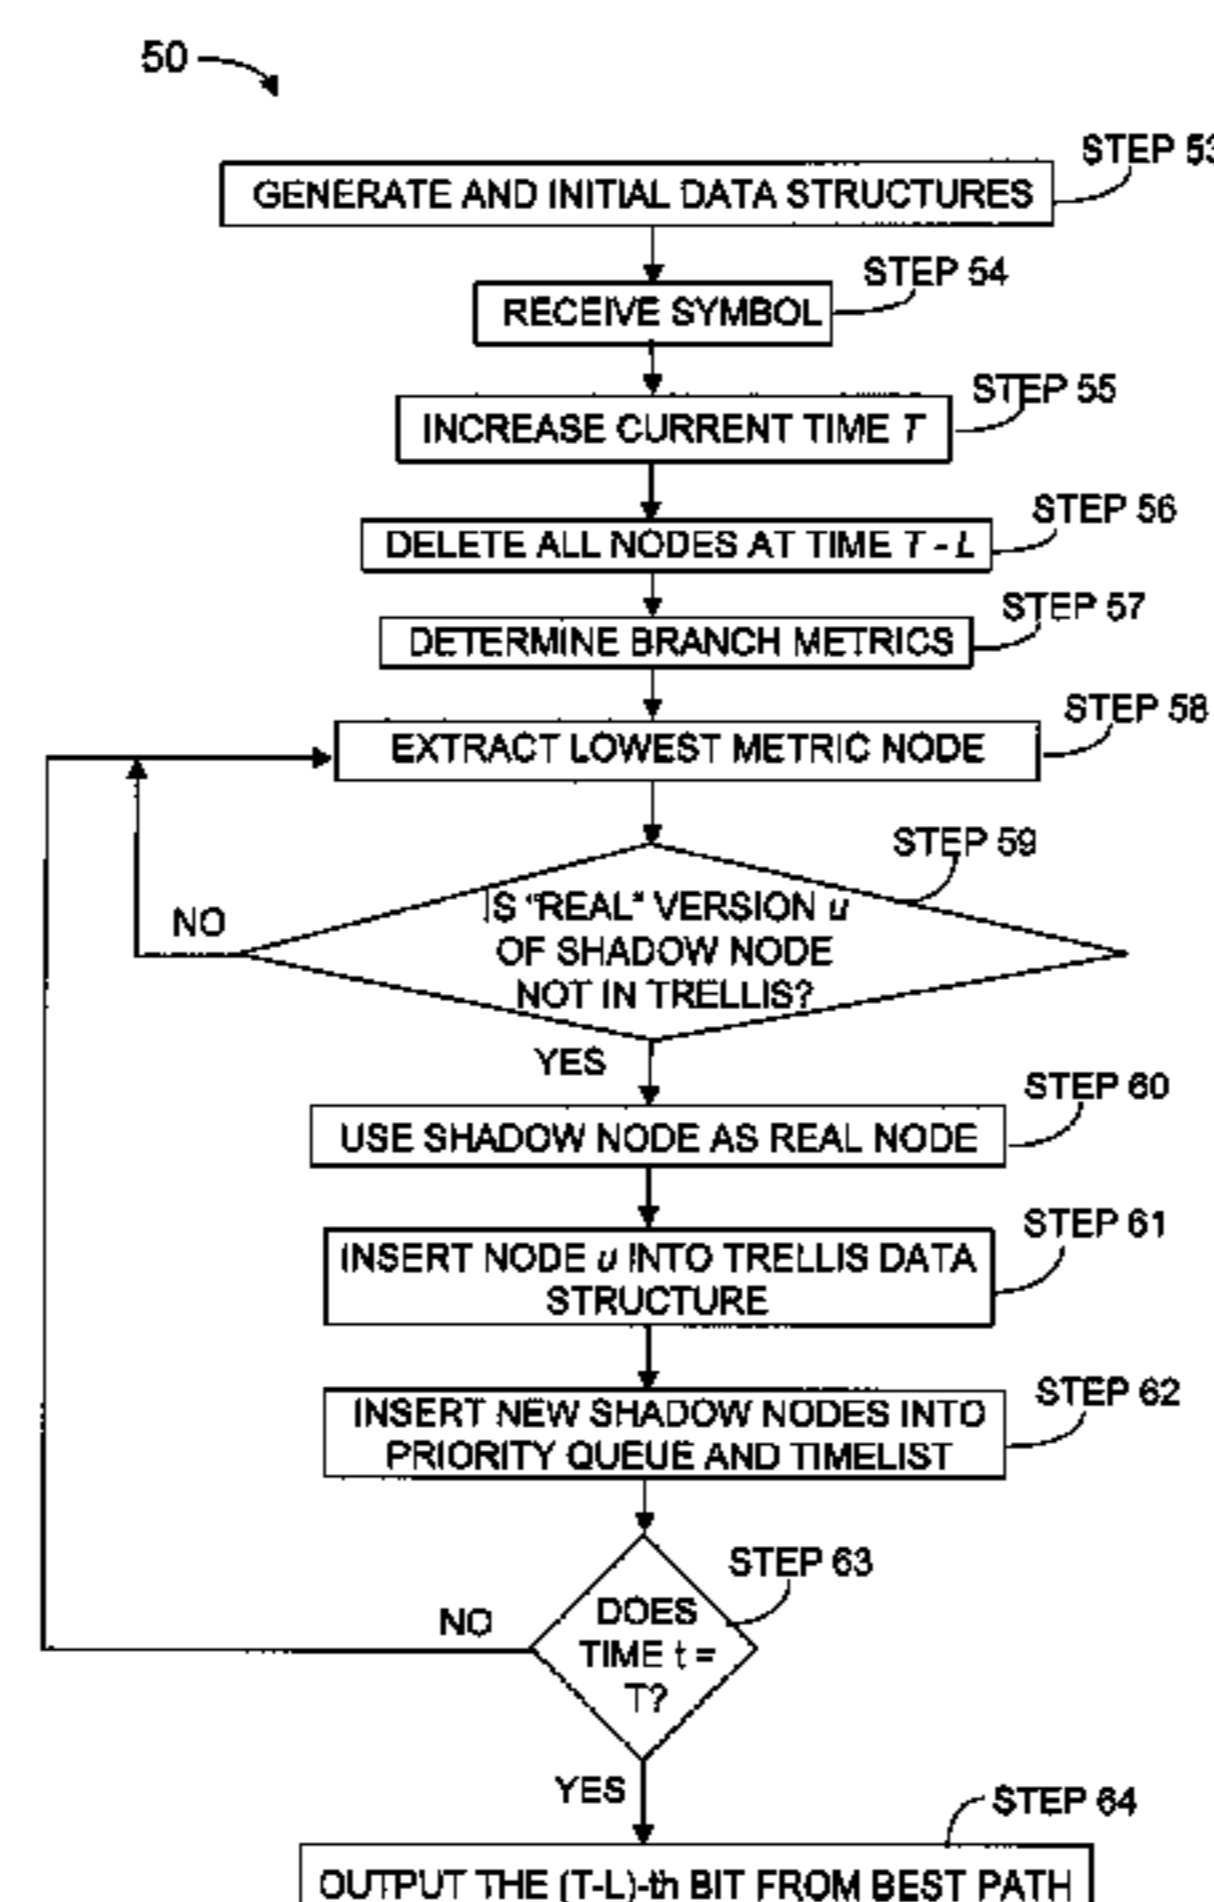 50
STEP 53
GENERATE AND INITIAL DATA STRUCTURES
STEP 54
RECEIVE SYMBOL
STEP 55
INCREASE CURRENT TIME T
STEP 56
DELETE ALL NODES AT TIME T - L
STEP 57
DETERMINE BRANCH METRICS
STEP 58
EXTRACT LOWEST METRIC NODE
STEP 59
IS "REAL" VERSION u
OF SHADOW NODE
NOT IN TRELLIS?
NO
YES
STEP 60
USE SHADOW NODE AS REAL NODE
STEP 61
INSERT NODE u INTO TRELLIS DATA
STRUCTURE
STEP 62
INSERT NEW SHADOW NODES INTO
PRIORITY QUEUE AND TIMELIST
STEP 63
DOES
TIME t =
T?
NO
YES
STEP 64
OUTPUT THE (T-L)-th BIT FROM BEST PATH